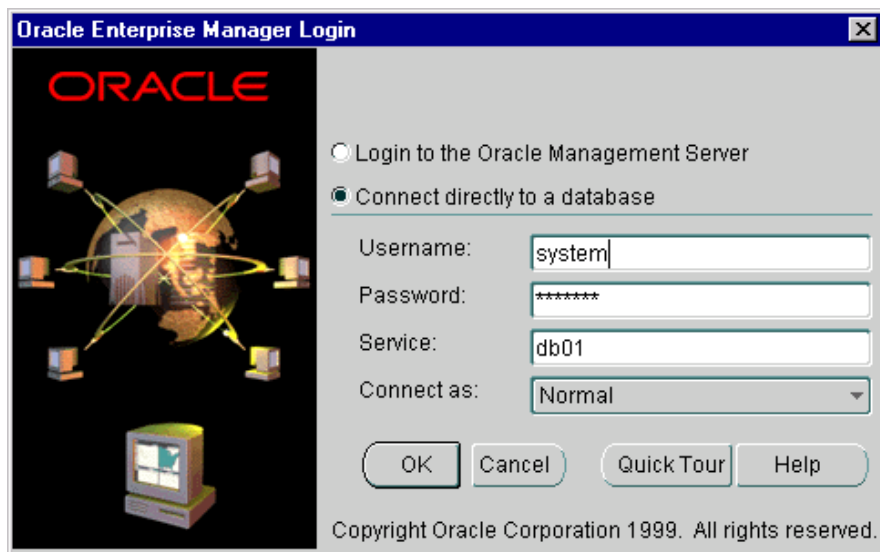 Oracle Enterprise Manager Login
ORACLE
Login to the Oracle Management Server
Connect directly to a database
Username: system
Password: *******
Service: db01
Connect as: Normal
OK Cancel Quick Tour Help
Copyright Oracle Corporation 1999. All rights reserved.